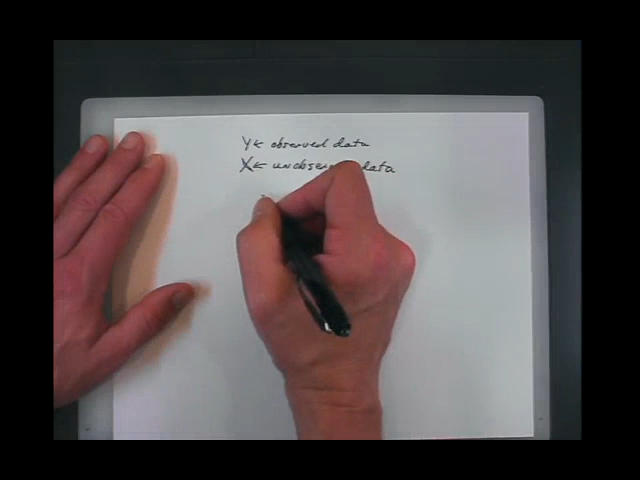 Y ← observed data
X ← unobserved data